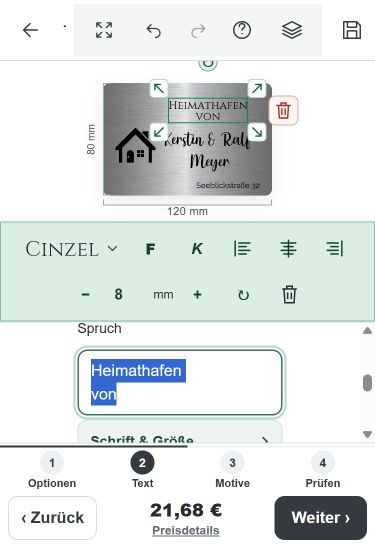 HEIMATHAFEN
VON
Kerstin & Ralf
Meyer
Seeblickstraße 32
80 mm
120 mm
CINZEL F K
- 8 mm +
Spruch
Heimathafen
von
Schrift & Größe
1 2 3 4
Optionen Text Motive Prüfen
‹ Zurück 21,68 € Weiter ›
Preisdetails